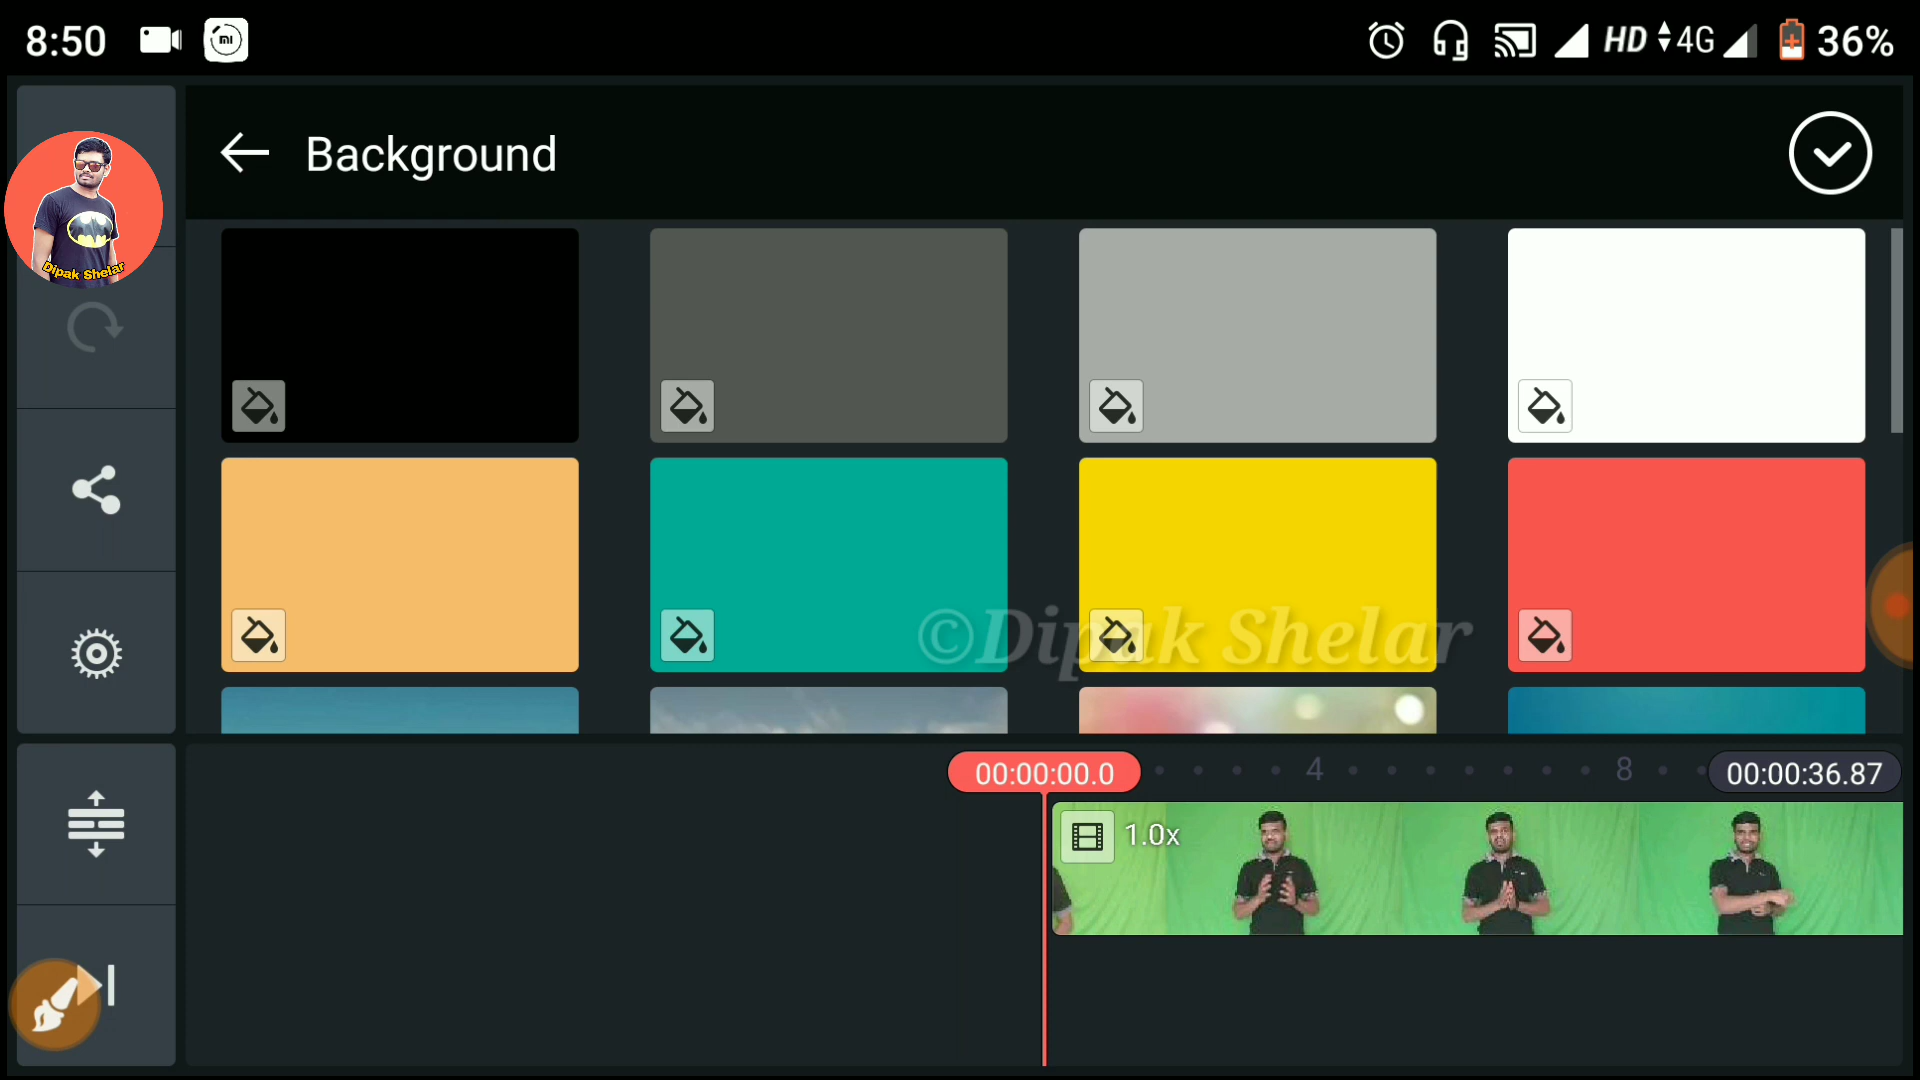 8:50
mi
HD 4G 36%
Background
Dipak Shelar
©Dipak Shelar
00:00:00.0 4 8 00:00:36.87
1.0x